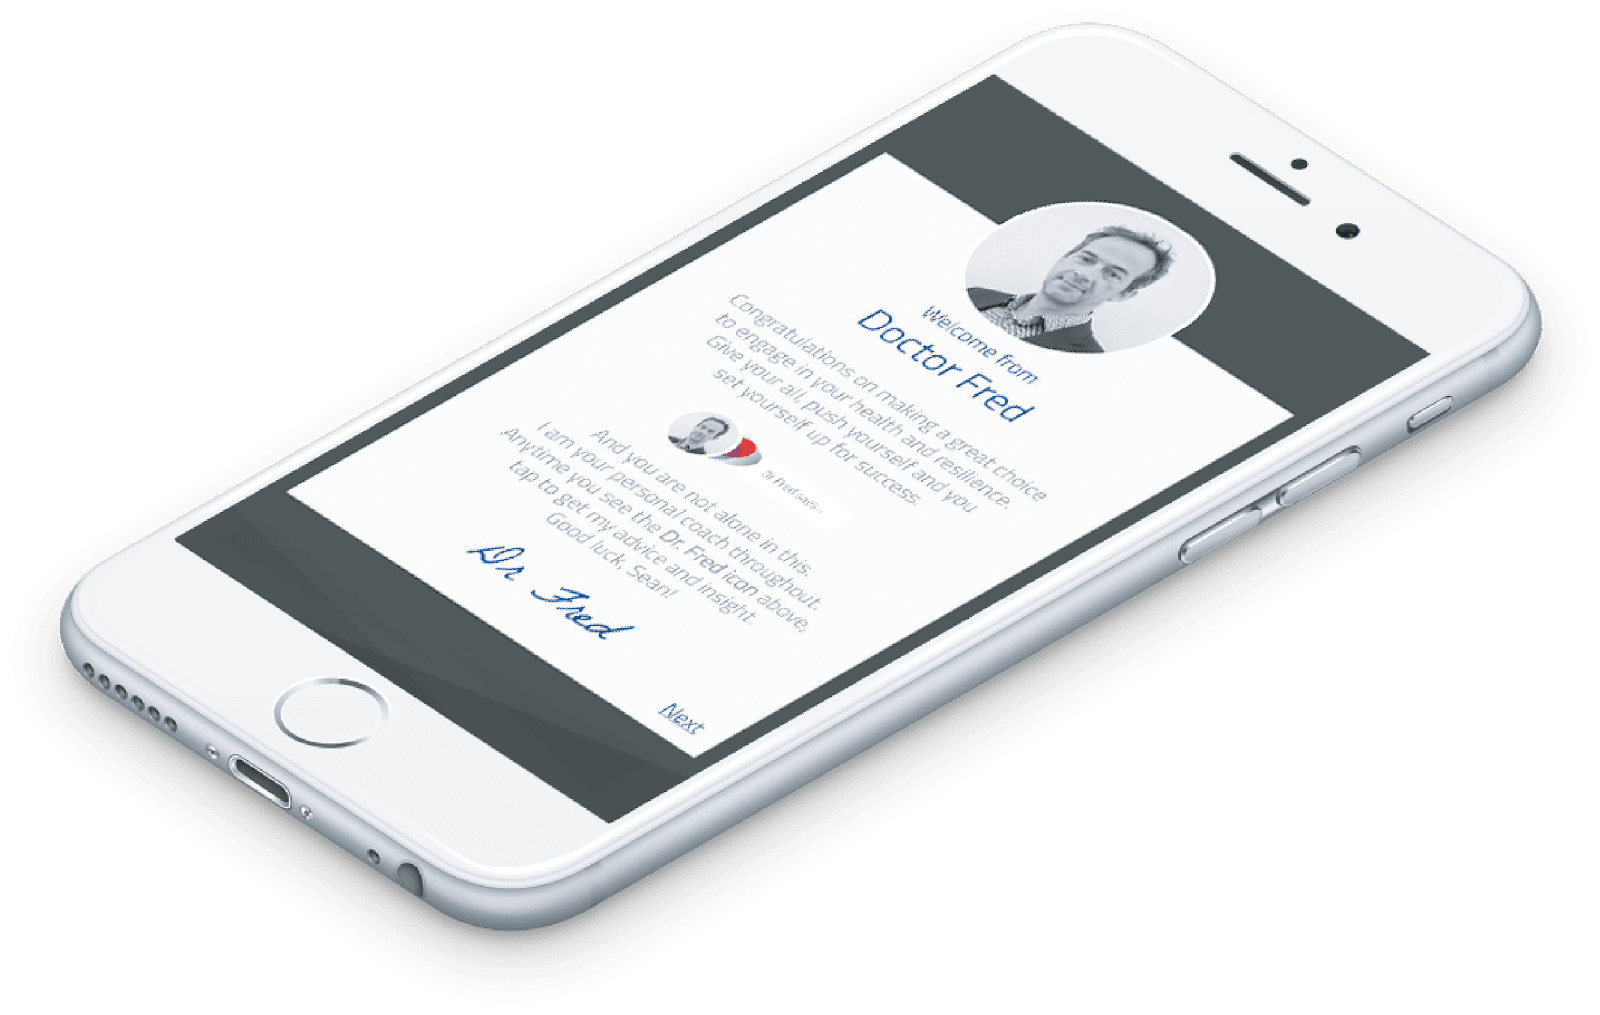 Welcome from
Doctor Fred
Congratulations on making a great choice
to engage in your health and resilience.
Give your all, push yourself and you
set yourself up for success.
Dr Fred says...
And you are not alone in this.
I am your personal coach throughout.
Anytime you see the Dr. Fred icon above,
tap to get my advice and insight.
Good luck, Sean!
Dr Fred
Next